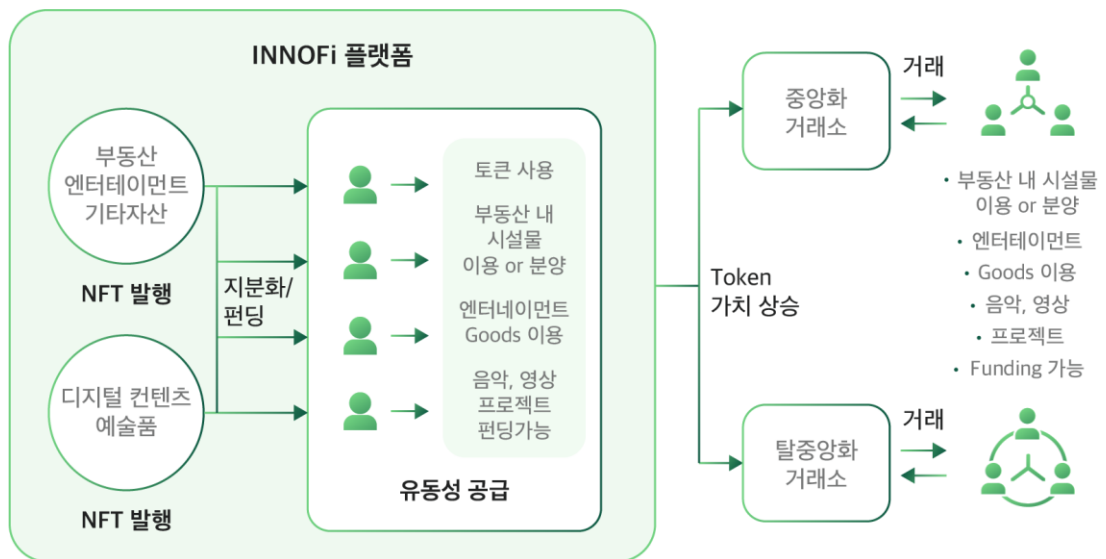 INNOFi 플랫폼
부동산
엔터테이먼트
기타자산
NFT 발행
디지털 컨텐츠
예술품
NFT 발행
지분화/
펀딩
토큰 사용
부동산 내
시설물
이용 or 분양
엔터네이먼트
Goods 이용
음악, 영상
프로젝트
펀딩가능
유동성 공급
Token
가치 상승
중앙화
거래소
거래
• 부동산 내 시설물
이용 or 분양
• 엔터테이먼트
• Goods 이용
• 음악, 영상
• 프로젝트
• Funding 가능
탈중앙화
거래소
거래